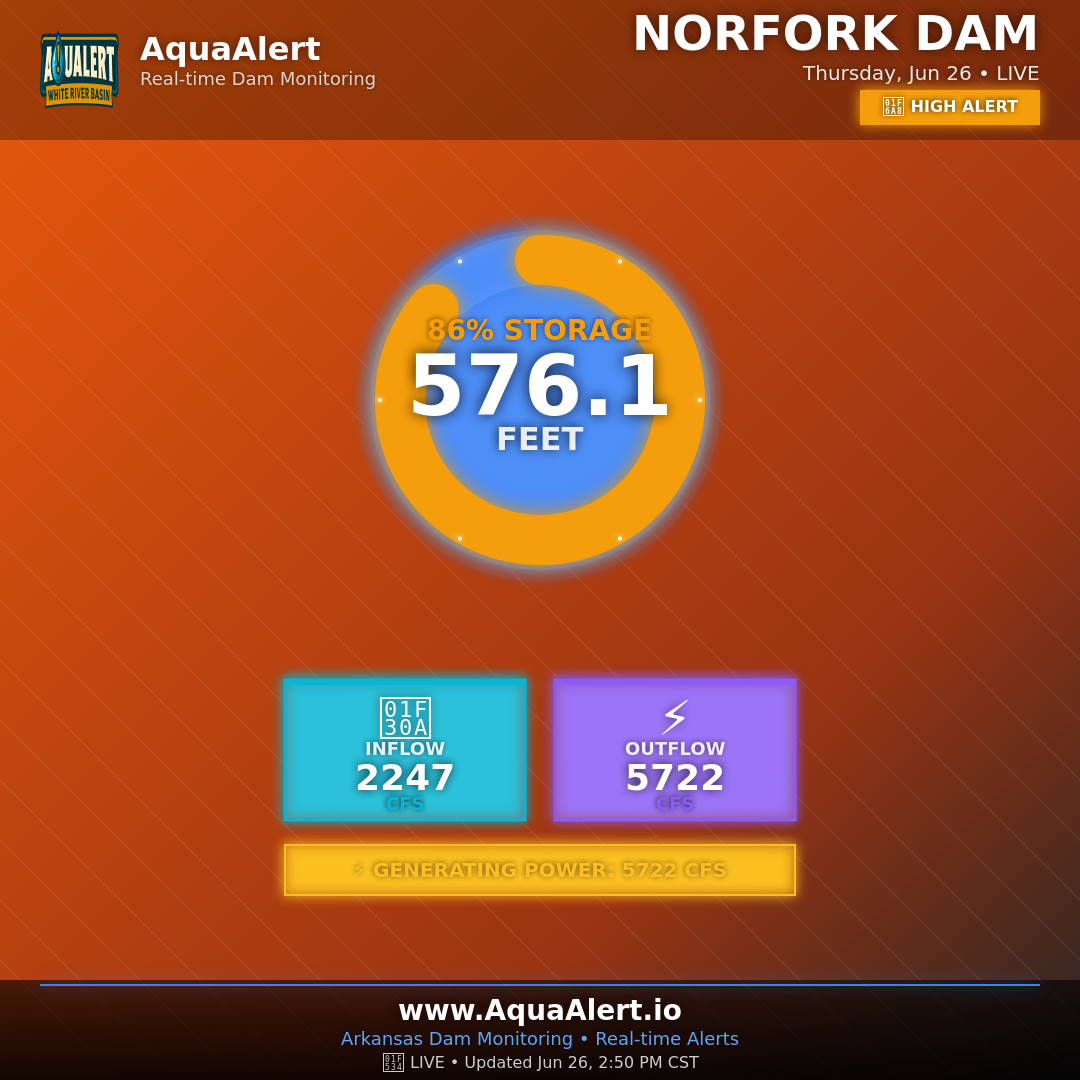 AQUALERT
WHITE RIVER BASIN
AquaAlert
Real-time Dam Monitoring
NORFORK DAM
Thursday, Jun 26 • LIVE
01F6A8 HIGH ALERT
86% STORAGE
576.1
FEET
01F
30A
INFLOW
2247
CFS
⚡
OUTFLOW
5722
CFS
⚡ GENERATING POWER: 5722 CFS
www.AquaAlert.io
Arkansas Dam Monitoring • Real-time Alerts
01F534 LIVE • Updated Jun 26, 2:50 PM CST